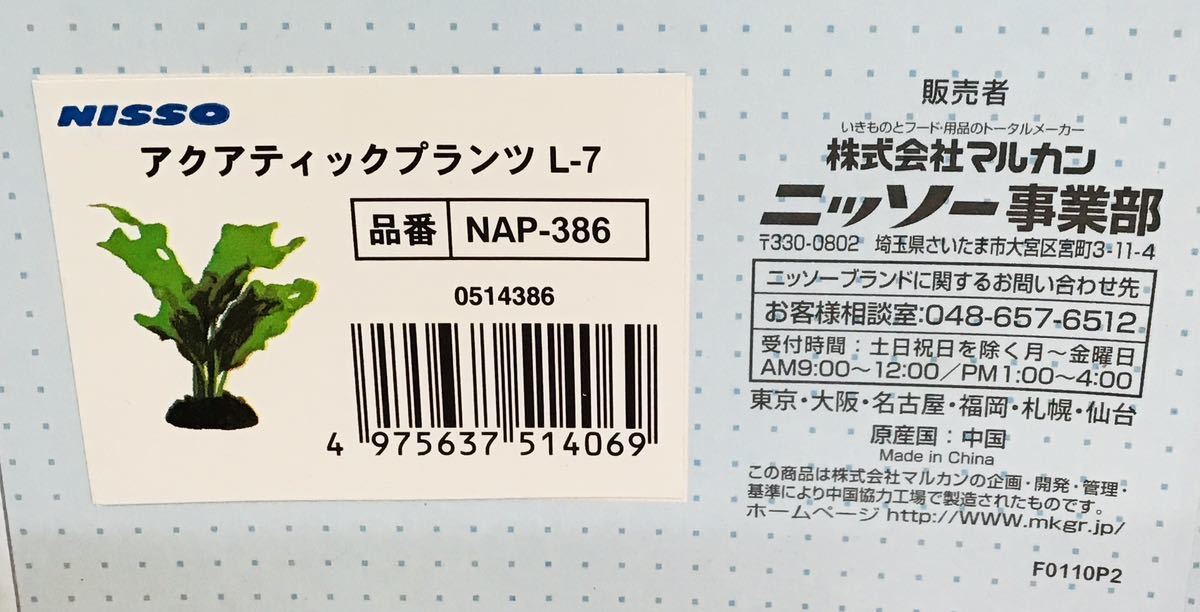 NISSO
アクアティックプランツ L-7
品番 NAP-386
0514386
4 975637 514069
販売者
いきものとフード・用品のトータルメーカー
株式会社マルカン
ニッソー事業部
〒330-0802 埼玉県さいたま市大宮区宮町3-11-4
ニッソーブランドに関するお問い合わせ先
お客様相談室:048-657-6512
受付時間：土日祝日を除く月～金曜日
AM9:00～12:00／PM1:00～4:00
東京・大阪・名古屋・福岡・札幌・仙台
原産国：中国
Made in China
この商品は株式会社マルカンの企画・開発・管理・
基準により中国協力工場で製造されたものです。
ホームページ http://WWW.mkgr.jp/
F0110P2